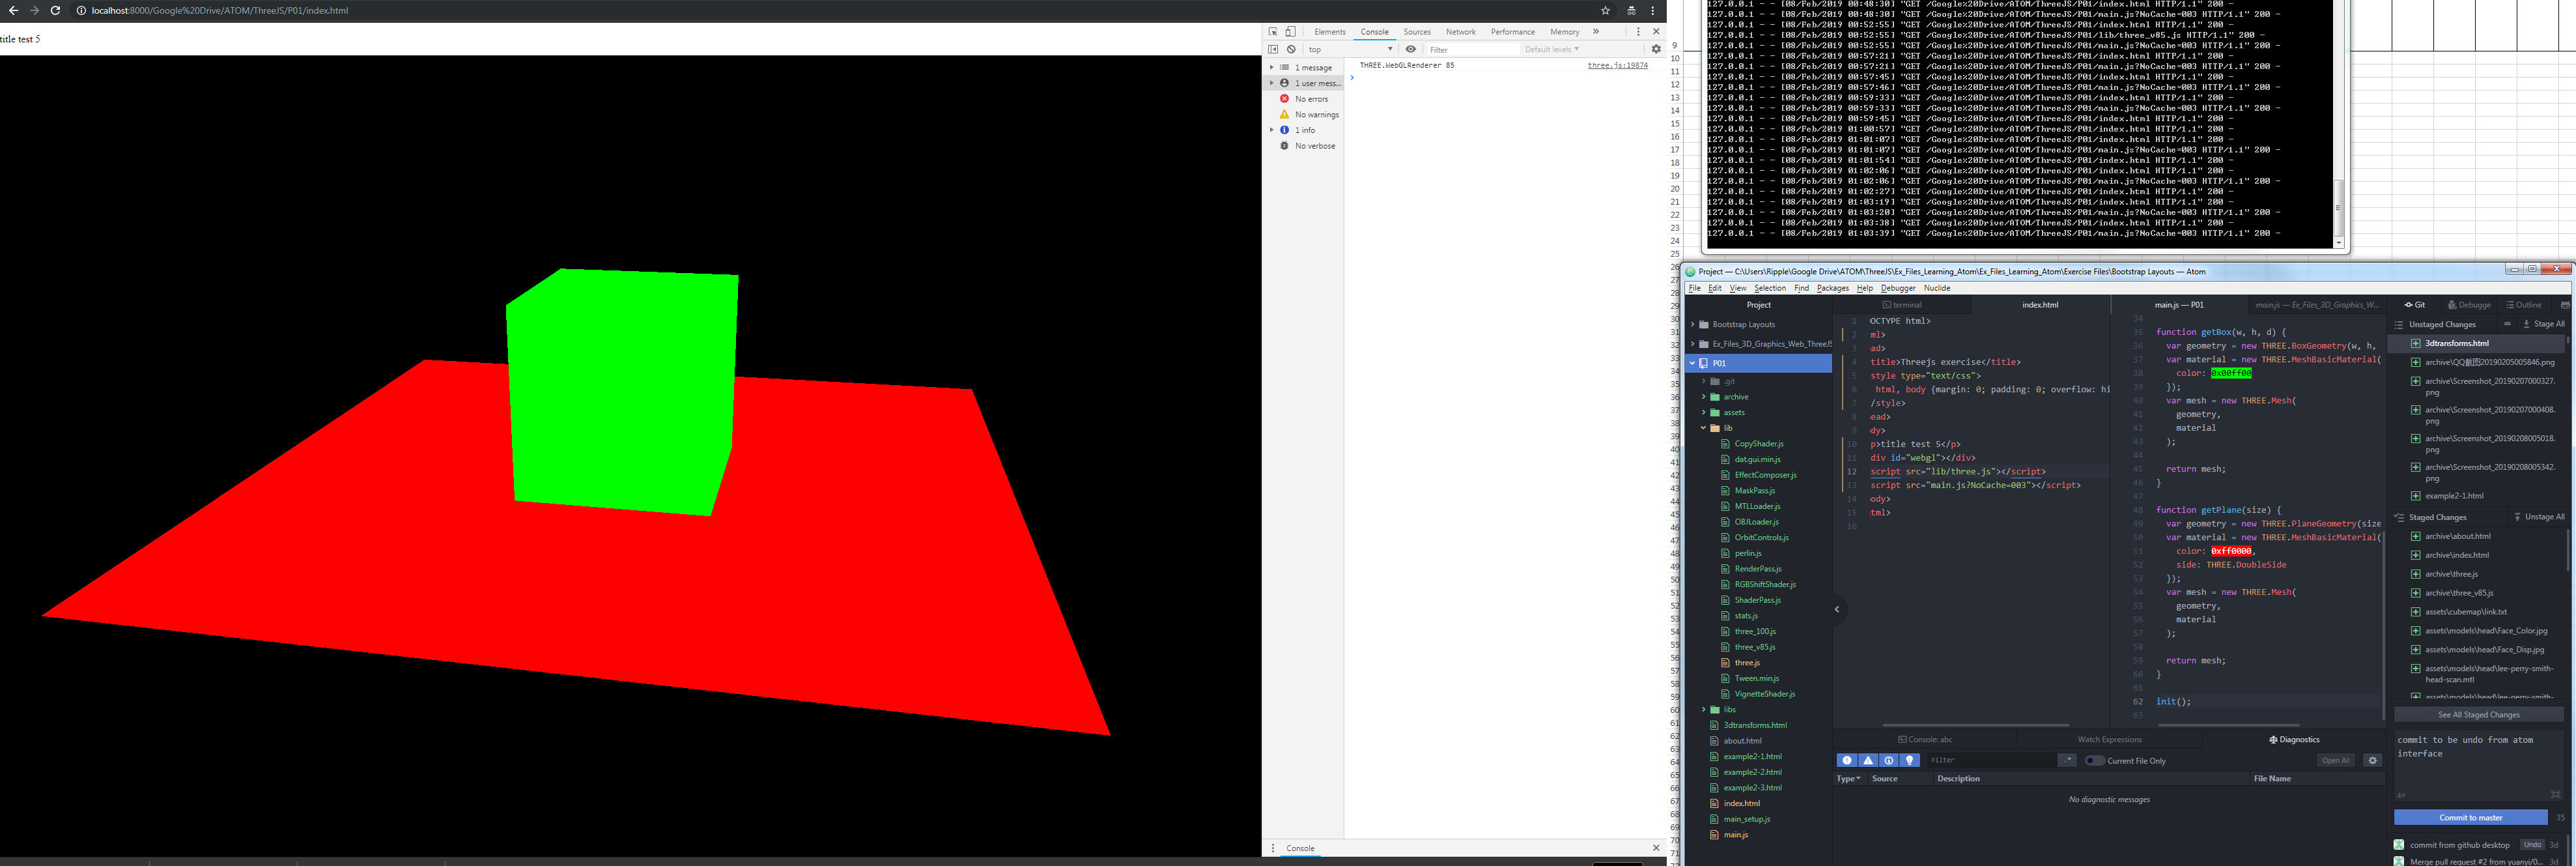 localhost:8000/Google%20Drive/ATOM/ThreeJS/P01/index.html
title test 5
Elements Console Sources Network Performance Memory »
top Filter Default levels
1 message
1 user mess...
No errors
No warnings
1 info
No verbose
THREE.WebGLRenderer 85 three.js:19874
Console
127.0.0.1 - - [08/Feb/2019 00:48:30] "GET /Google%20Drive/ATOM/ThreeJS/P01/index.html HTTP/1.1" 200 -
127.0.0.1 - - [08/Feb/2019 00:48:30] "GET /Google%20Drive/ATOM/ThreeJS/P01/main.js?NoCache=003 HTTP/1.1" 200 -
127.0.0.1 - - [08/Feb/2019 00:52:55] "GET /Google%20Drive/ATOM/ThreeJS/P01/index.html HTTP/1.1" 200 -
127.0.0.1 - - [08/Feb/2019 00:52:55] "GET /Google%20Drive/ATOM/ThreeJS/P01/lib/three_v85.js HTTP/1.1" 200 -
127.0.0.1 - - [08/Feb/2019 00:52:55] "GET /Google%20Drive/ATOM/ThreeJS/P01/main.js?NoCache=003 HTTP/1.1" 200 -
127.0.0.1 - - [08/Feb/2019 00:57:21] "GET /Google%20Drive/ATOM/ThreeJS/P01/index.html HTTP/1.1" 200 -
127.0.0.1 - - [08/Feb/2019 00:57:21] "GET /Google%20Drive/ATOM/ThreeJS/P01/main.js?NoCache=003 HTTP/1.1" 200 -
127.0.0.1 - - [08/Feb/2019 00:57:45] "GET /Google%20Drive/ATOM/ThreeJS/P01/index.html HTTP/1.1" 200 -
127.0.0.1 - - [08/Feb/2019 00:57:46] "GET /Google%20Drive/ATOM/ThreeJS/P01/main.js?NoCache=003 HTTP/1.1" 200 -
127.0.0.1 - - [08/Feb/2019 00:59:33] "GET /Google%20Drive/ATOM/ThreeJS/P01/index.html HTTP/1.1" 200 -
127.0.0.1 - - [08/Feb/2019 00:59:33] "GET /Google%20Drive/ATOM/ThreeJS/P01/main.js?NoCache=003 HTTP/1.1" 200 -
127.0.0.1 - - [08/Feb/2019 00:59:45] "GET /Google%20Drive/ATOM/ThreeJS/P01/main.js?NoCache=003 HTTP/1.1" 200 -
127.0.0.1 - - [08/Feb/2019 01:00:57] "GET /Google%20Drive/ATOM/ThreeJS/P01/index.html HTTP/1.1" 200 -
127.0.0.1 - - [08/Feb/2019 01:01:07] "GET /Google%20Drive/ATOM/ThreeJS/P01/index.html HTTP/1.1" 200 -
127.0.0.1 - - [08/Feb/2019 01:01:07] "GET /Google%20Drive/ATOM/ThreeJS/P01/main.js?NoCache=003 HTTP/1.1" 200 -
127.0.0.1 - - [08/Feb/2019 01:01:54] "GET /Google%20Drive/ATOM/ThreeJS/P01/index.html HTTP/1.1" 200 -
127.0.0.1 - - [08/Feb/2019 01:02:06] "GET /Google%20Drive/ATOM/ThreeJS/P01/index.html HTTP/1.1" 200 -
127.0.0.1 - - [08/Feb/2019 01:02:06] "GET /Google%20Drive/ATOM/ThreeJS/P01/main.js?NoCache=003 HTTP/1.1" 200 -
127.0.0.1 - - [08/Feb/2019 01:02:27] "GET /Google%20Drive/ATOM/ThreeJS/P01/index.html HTTP/1.1" 200 -
127.0.0.1 - - [08/Feb/2019 01:03:19] "GET /Google%20Drive/ATOM/ThreeJS/P01/index.html HTTP/1.1" 200 -
127.0.0.1 - - [08/Feb/2019 01:03:20] "GET /Google%20Drive/ATOM/ThreeJS/P01/main.js?NoCache=003 HTTP/1.1" 200 -
127.0.0.1 - - [08/Feb/2019 01:03:38] "GET /Google%20Drive/ATOM/ThreeJS/P01/index.html HTTP/1.1" 200 -
127.0.0.1 - - [08/Feb/2019 01:03:39] "GET /Google%20Drive/ATOM/ThreeJS/P01/main.js?NoCache=003 HTTP/1.1" 200 -
Project — C:\Users\Ripple\Google Drive\ATOM\ThreeJS\Ex_Files_Learning_Atom\Ex_Files_Learning_Atom\Exercise Files\Bootstrap Layouts — Atom
File Edit View Selection Find Packages Help Debugger Nuclide
Project
Bootstrap Layouts
Ex_Files_3D_Graphics_Web_ThreeJS
P01
.git
archive
assets
lib
CopyShader.js
dat.gui.min.js
EffectComposer.js
MaskPass.js
MTLLoader.js
OBJLoader.js
OrbitControls.js
perlin.js
RenderPass.js
RGBShiftShader.js
ShaderPass.js
stats.js
three_100.js
three_v85.js
three.js
Tween.min.js
VignetteShader.js
libs
3dtransforms.html
about.html
example2-1.html
example2-2.html
example2-3.html
index.html
main_setup.js
main.js
terminal index.html
1 OCTYPE html>
2 ml>
3 ad>
4 title>Threejs exercise</title>
5 style type="text/css">
6 html, body {margin: 0; padding: 0; overflow: hi
7 /style>
8 ead>
9 dy>
10 p>title test 5</p>
11 div id="webgl"></div>
12 script src="lib/three.js"></script>
13 script src="main.js?NoCache=003"></script>
14 ody>
15 tml>
16
main.js — P01 main.js — Ex_Files_3D_Graphics_W...
34
35 function getBox(w, h, d) {
36 var geometry = new THREE.BoxGeometry(w, h,
37 var material = new THREE.MeshBasicMaterial(
38 color: 0x00ff00
39 });
40 var mesh = new THREE.Mesh(
41 geometry,
42 material
43 );
44
45 return mesh;
46 }
47
48 function getPlane(size) {
49 var geometry = new THREE.PlaneGeometry(size
50 var material = new THREE.MeshBasicMaterial(
51 color: 0xff0000,
52 side: THREE.DoubleSide
53 });
54 var mesh = new THREE.Mesh(
55 geometry,
56 material
57 );
58
59 return mesh;
60 }
61
62 init();
63
Console: abc Watch Expressions Diagnostics
Filter .* Current File Only Open All
Type Source Description File Name
No diagnostic messages
Git Debugge Outline
Unstaged Changes Stage All
3dtransforms.html
archive\QQ截图20190205005846.png
archive\Screenshot_20190207000327.
png
archive\Screenshot_20190207000408.
png
archive\Screenshot_20190208005018.
png
archive\Screenshot_20190208005342.
png
example2-1.html
Staged Changes Unstage All
archive\about.html
archive\index.html
archive\three.js
archive\three_v85.js
assets\cubemap\link.txt
assets\models\head\Face_Color.jpg
assets\models\head\Face_Disp.jpg
assets\models\head\lee-perry-smith-
head-scan.mtl
assets\models\head\lee-perry-smith-
See All Staged Changes
commit to be undo from atom
interface
Commit to master 35
commit from github desktop Undo 3d
Merge pull request #2 from yuanyi/0... 3d